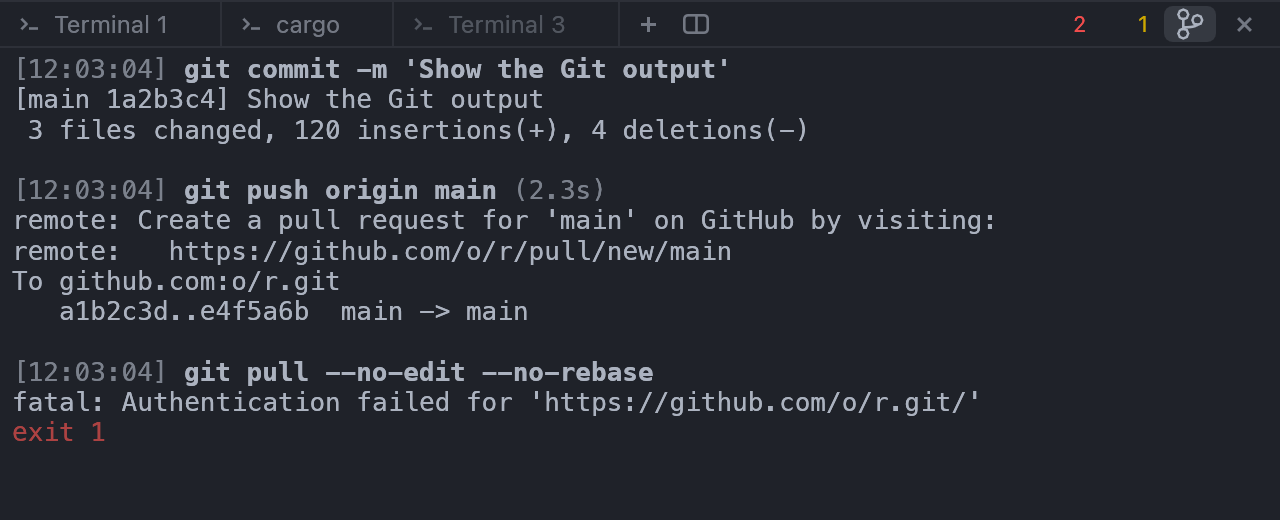 Terminal 1 cargo Terminal 3 2 1
[12:03:04] git commit -m 'Show the Git output'
[main 1a2b3c4] Show the Git output
 3 files changed, 120 insertions(+), 4 deletions(-)
[12:03:04] git push origin main (2.3s)
remote: Create a pull request for 'main' on GitHub by visiting:
remote:   https://github.com/o/r/pull/new/main
To github.com:o/r.git
   a1b2c3d..e4f5a6b  main -> main
[12:03:04] git pull --no-edit --no-rebase
fatal: Authentication failed for 'https://github.com/o/r.git/'
exit 1